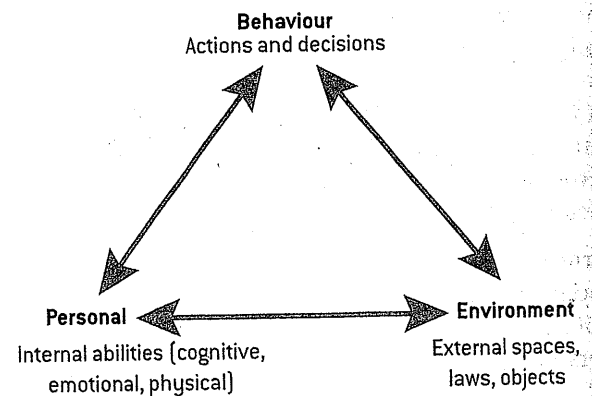 Behaviour
Actions and decisions
Personal
Internal abilities (cognitive,
emotional, physical)
Environment
External spaces,
laws, objects